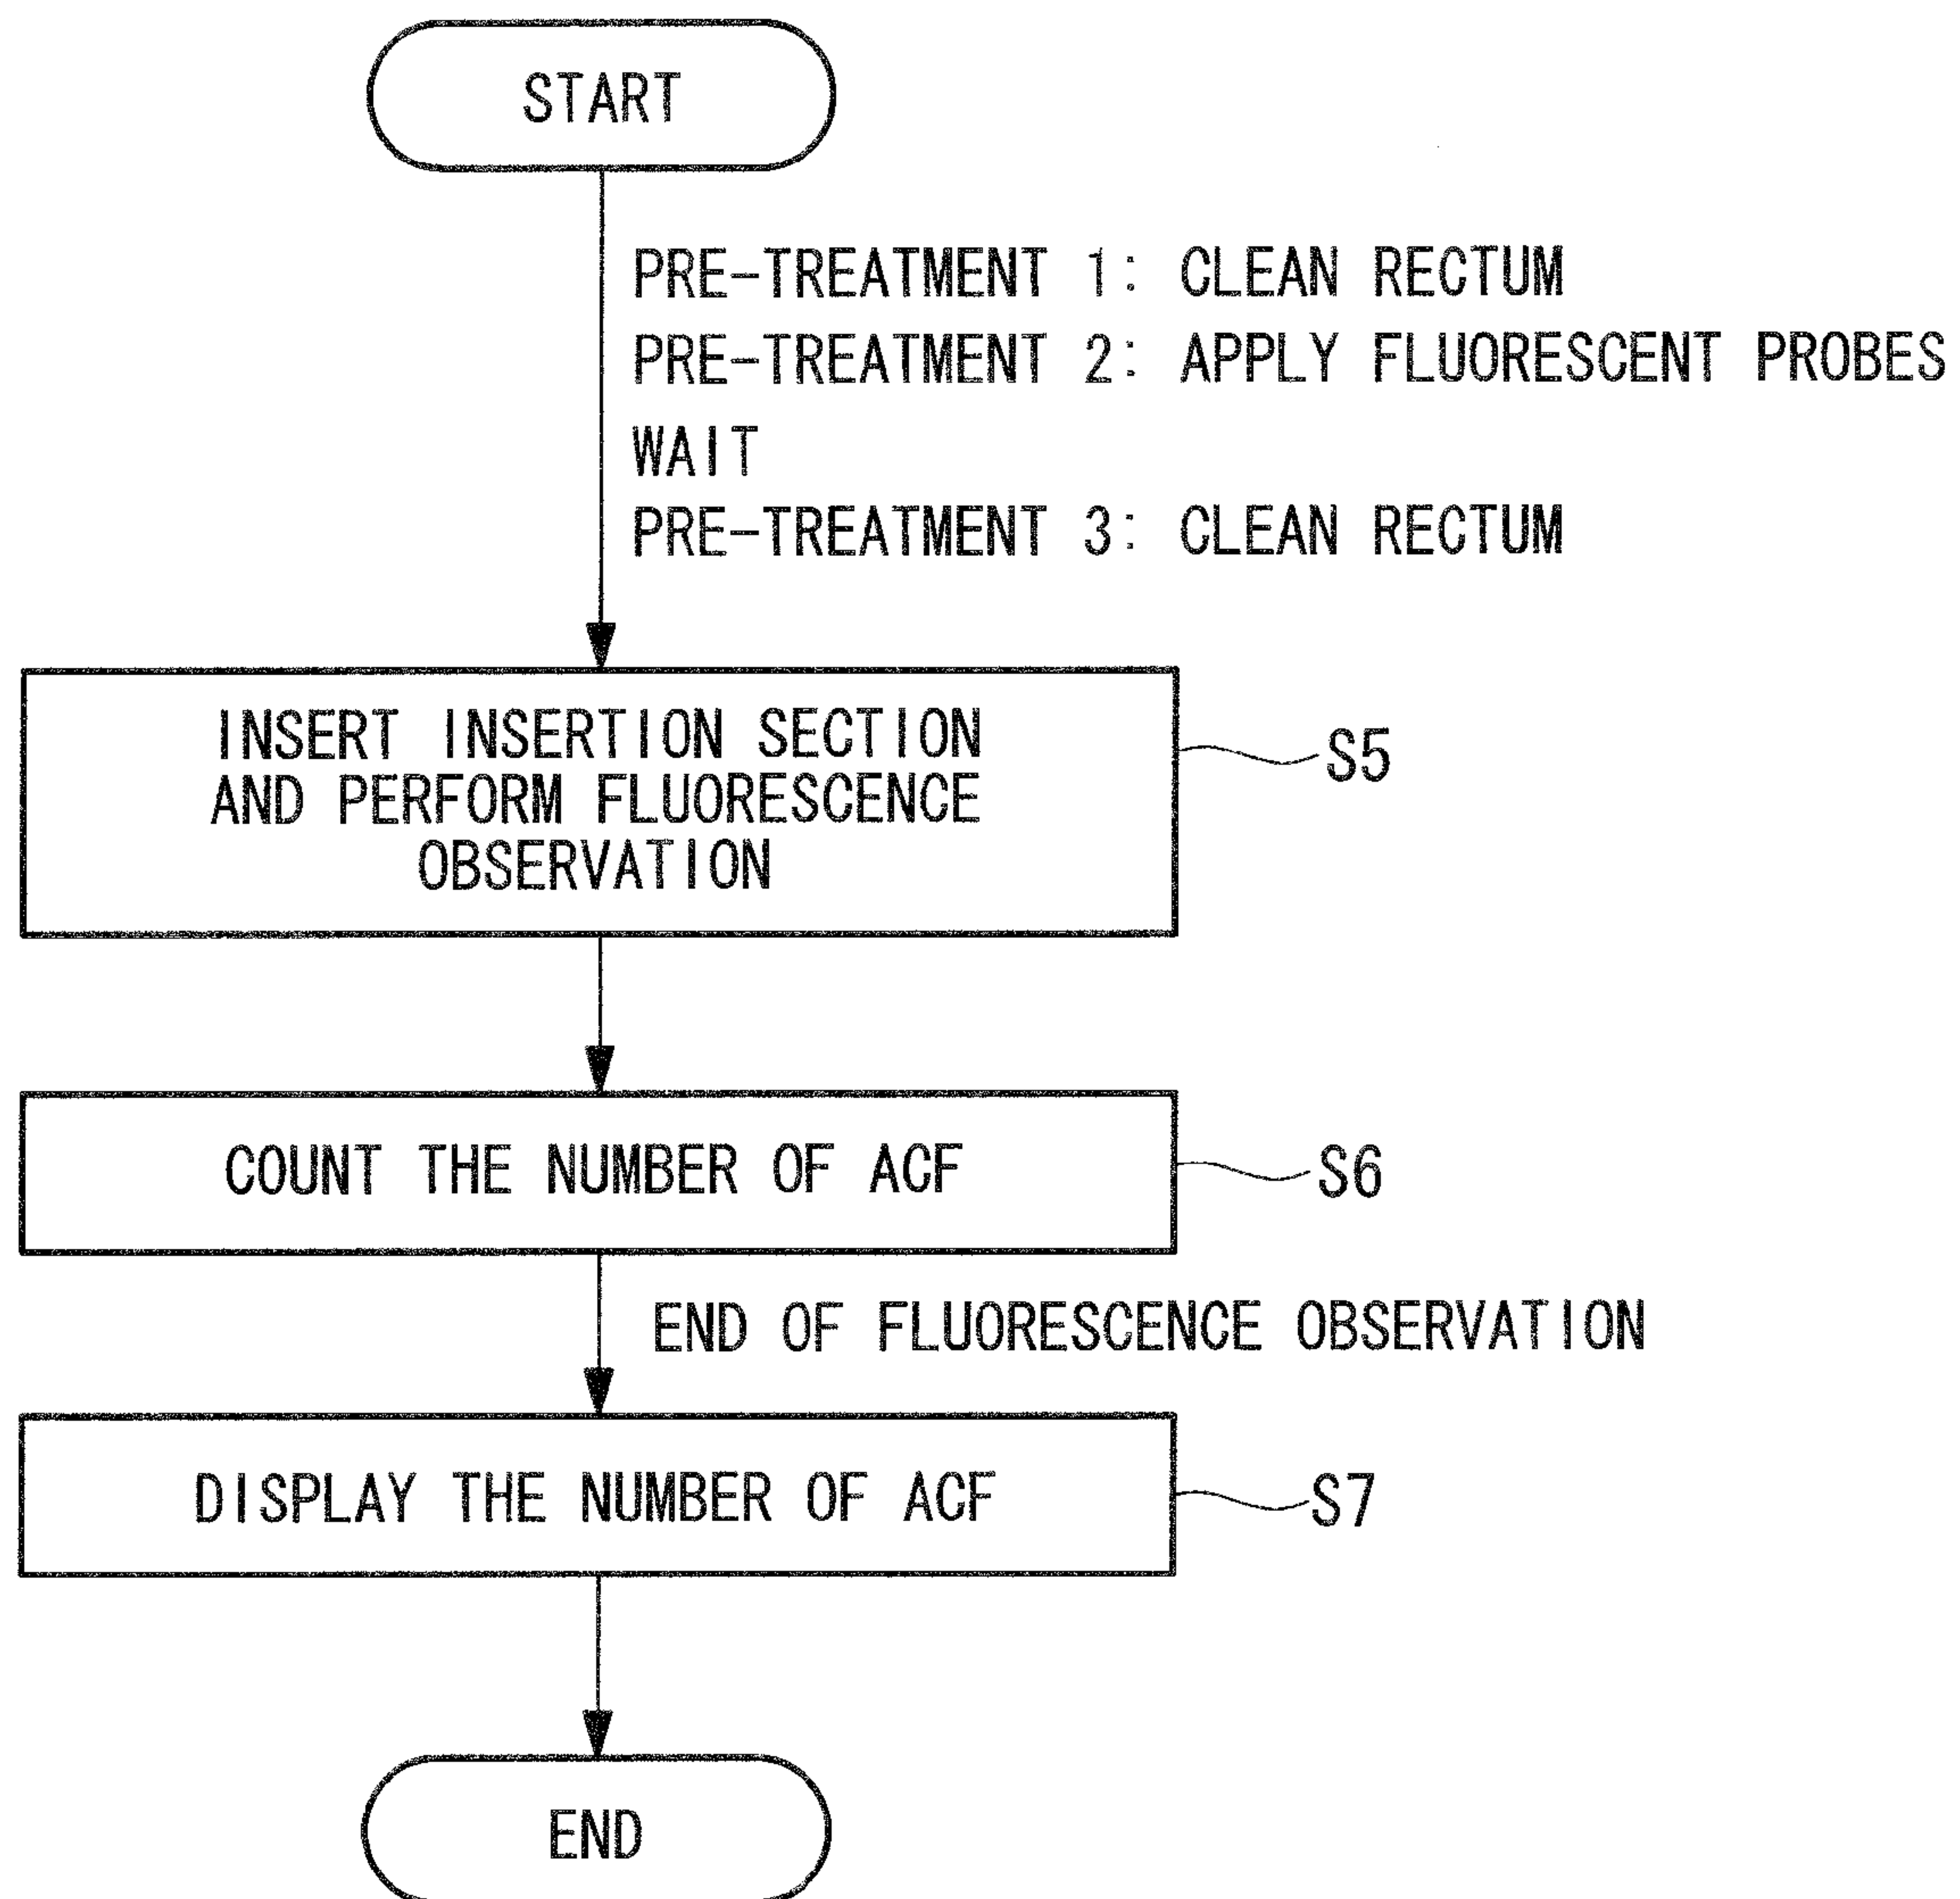 START
PRE-TREATMENT 1: CLEAN RECTUM
PRE-TREATMENT 2: APPLY FLUORESCENT PROBES
WAIT
PRE-TREATMENT 3: CLEAN RECTUM
INSERT INSERTION SECTION
AND PERFORM FLUORESCENCE
OBSERVATION
S5
COUNT THE NUMBER OF ACF
S6
END OF FLUORESCENCE OBSERVATION
DISPLAY THE NUMBER OF ACF
S7
END